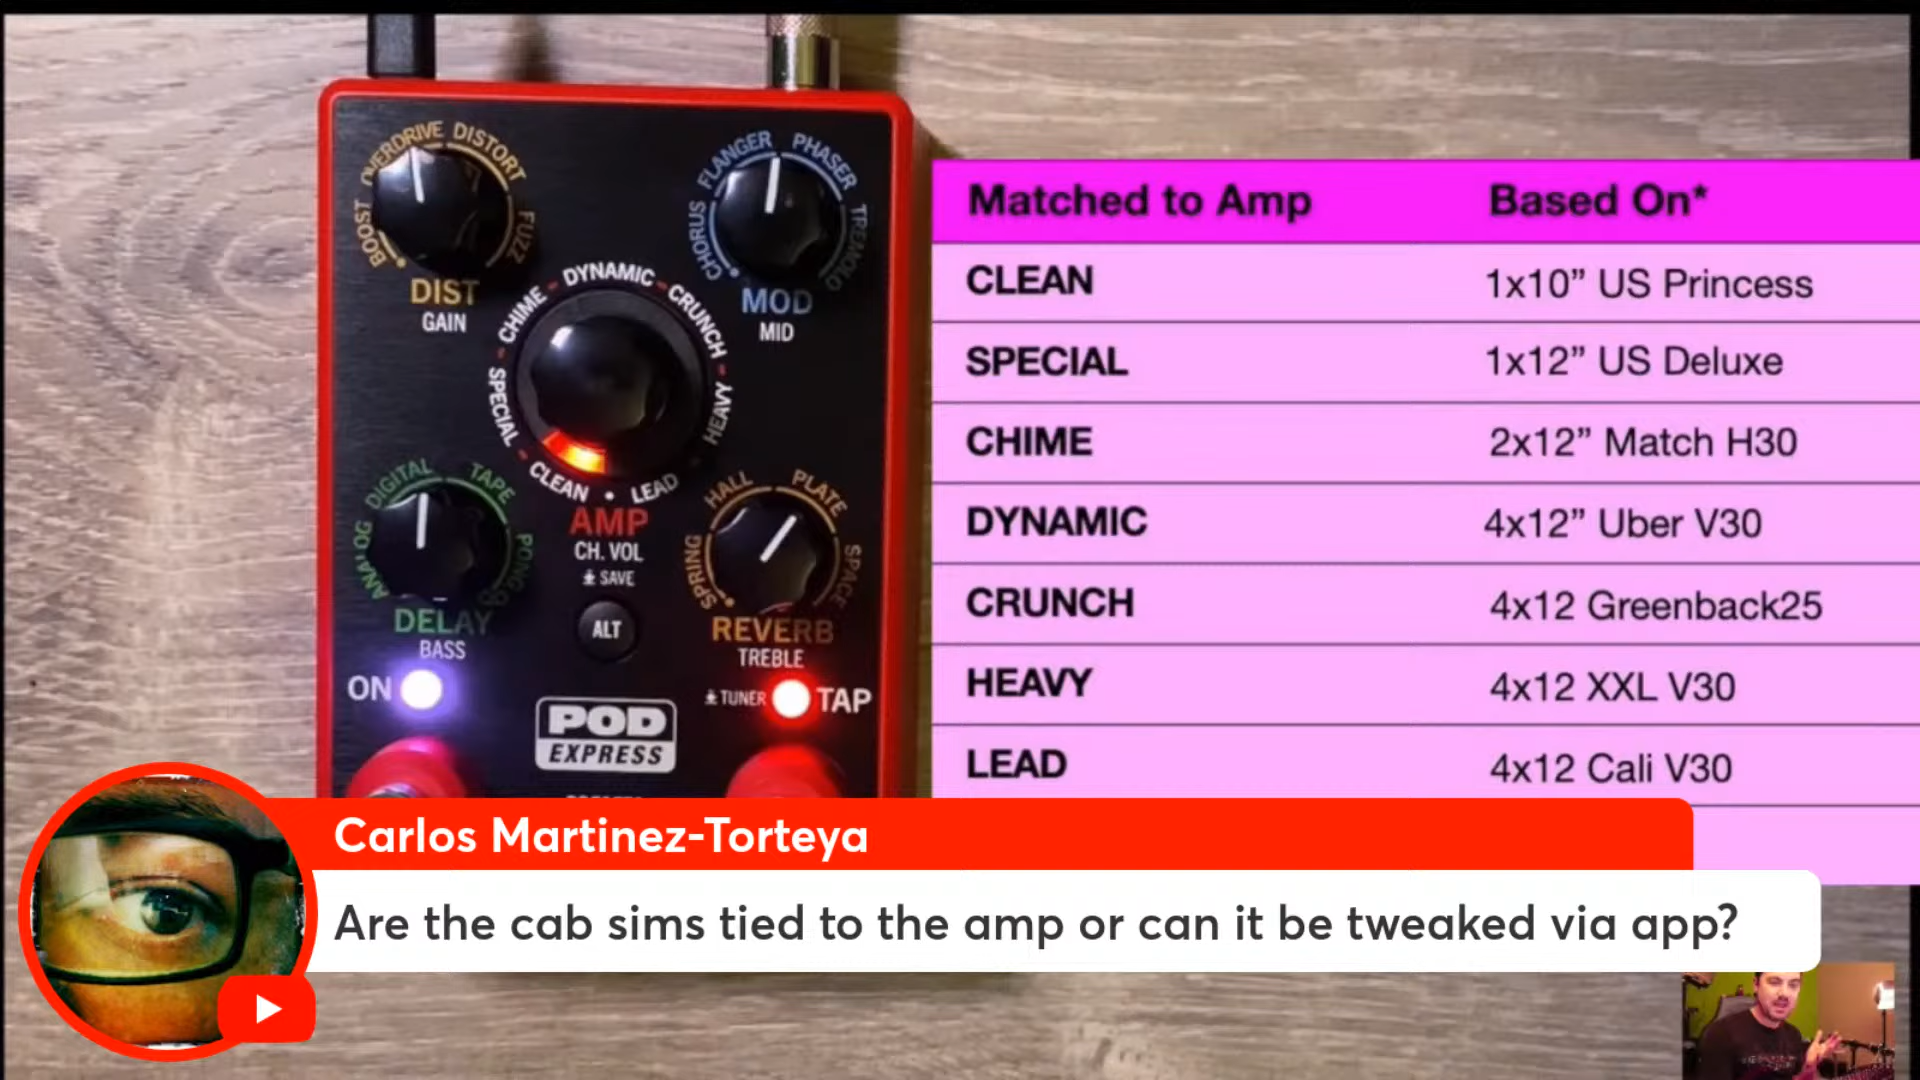 OVERDRIVE DISTORT
BOOST
FUZZ
DIST
GAIN
FLANGER PHASER
CHORUS
TREMOLO
MOD
MID
DYNAMIC
CHIME
CRUNCH
SPECIAL
HEAVY
CLEAN • LEAD
AMP
CH. VOL
SAVE
ALT
DIGITAL TAPE
ANALOG
PONG
DELAY
BASS
HALL PLATE
SPRING
SPACE
REVERB
TREBLE
ON
TUNER
TAP
POD
EXPRESS
Matched to Amp Based On*
CLEAN 1x10” US Princess
SPECIAL 1x12” US Deluxe
CHIME 2x12” Match H30
DYNAMIC 4x12” Uber V30
CRUNCH 4x12 Greenback25
HEAVY 4x12 XXL V30
LEAD 4x12 Cali V30
Carlos Martinez-Torteya
Are the cab sims tied to the amp or can it be tweaked via app?